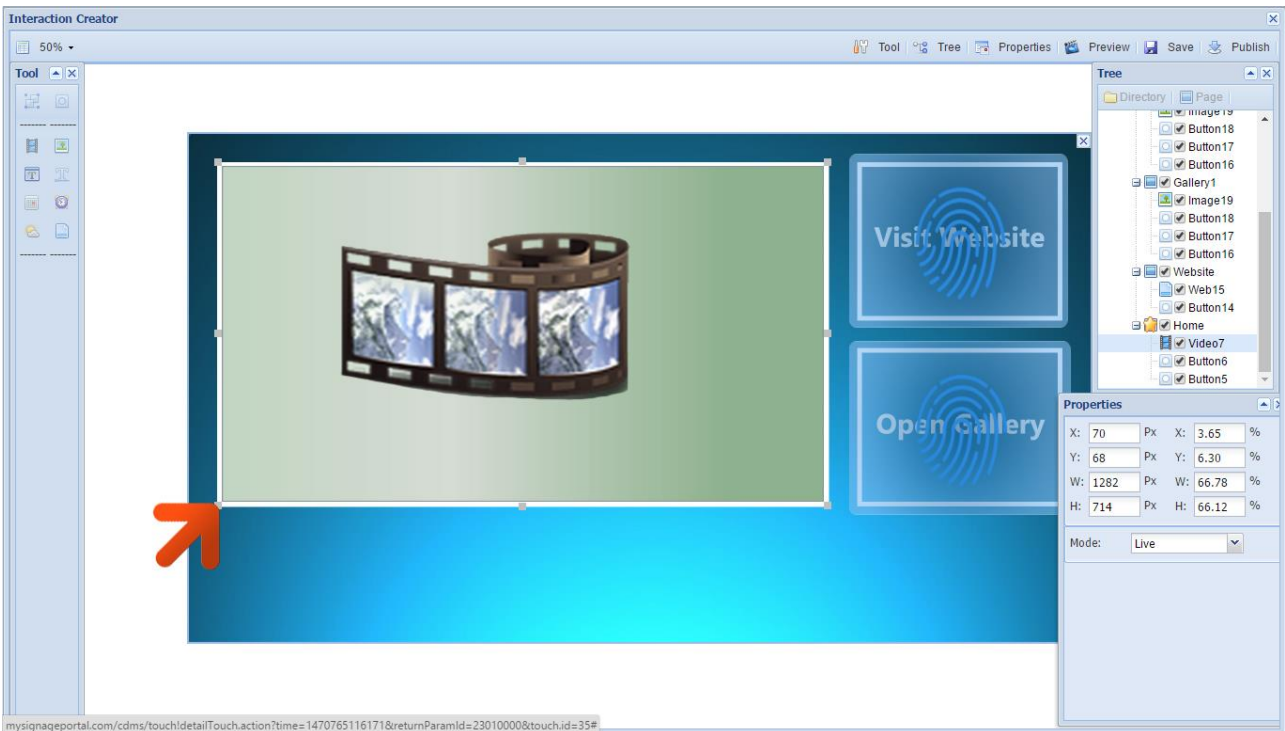 Interaction Creator
50%
Tool Tree Properties Preview Save Publish
Tool
Tree
Directory Page
Image19
Button18
Button17
Button16
Gallery1
Image19
Button18
Button17
Button16
Website
Web15
Button14
Home
Video7
Button6
Button5
Visit Website
Open Gallery
Properties
X: 70 Px X: 3.65 %
Y: 68 Px Y: 6.30 %
W: 1282 Px W: 66.78 %
H: 714 Px H: 66.12 %
Mode: Live
mysignageportal.com/cdms/touch!detailTouch.action?time=1470765116171&returnParamId=23010000&touch.id=35#